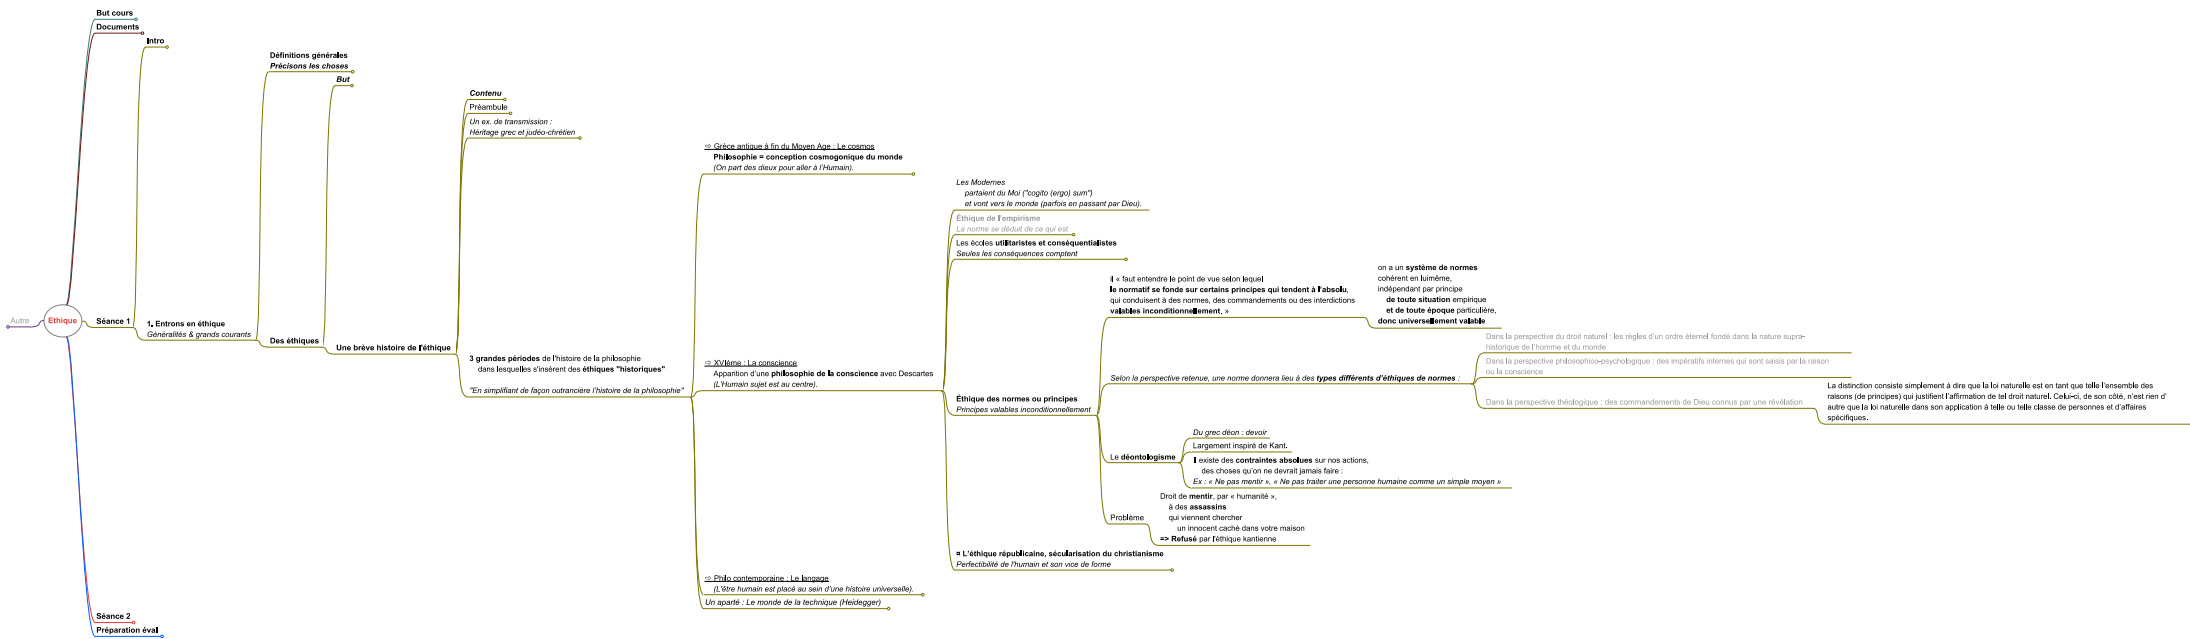 But cours
Documents
Intro
Définitions générales
Précisons les choses
But
Contenu
Préambule
Un ex. de transmission :
Héritage grec et judéo-chrétien
⇨ Grèce antique à fin du Moyen Age : Le cosmos
Philosophie = conception cosmogonique du monde
(On part des dieux pour aller à l'Humain).
Les Modernes
partaient du Moi ("cogito (ergo) sum")
et vont vers le monde (parfois en passant par Dieu).
Éthique de l'empirisme
La norme se déduit de ce qui est
Les écoles utilitaristes et conséquentialistes
Seules les conséquences comptent
il « faut entendre le point de vue selon lequel
le normatif se fonde sur certains principes qui tendent à l'absolu,
qui conduisent à des normes, des commandements ou des interdictions
valables inconditionnellement. »
on a un système de normes
cohérent en luimême,
indépendant par principe
de toute situation empirique
et de toute époque particulière,
donc universellement valable
Autre
Ethique
Séance 1
1. Entrons en éthique
Généralités & grands courants
Des éthiques
Une brève histoire de l'éthique
3 grandes périodes de l'histoire de la philosophie
dans lesquelles s'insèrent des éthiques "historiques"
"En simplifiant de façon outrancière l'histoire de la philosophie"
⇨ XVIème : La conscience
Apparition d'une philosophie de la conscience avec Descartes
(L'Humain sujet est au centre).
Éthique des normes ou principes
Principes valables inconditionnellement
Selon la perspective retenue, une norme donnera lieu à des types différents d'éthiques de normes :
Dans la perspective du droit naturel : les règles d'un ordre éternel fondé dans la nature supra-
historique de l'homme et du monde
Dans la perspective philosophico-psychologique : des impératifs internes qui sont saisis par la raison
ou la conscience
Dans la perspective théologique : des commandements de Dieu connus par une révélation
La distinction consiste simplement à dire que la loi naturelle est en tant que telle l'ensemble des
raisons (de principes) qui justifient l'affirmation de tel droit naturel. Celui-ci, de son côté, n'est rien d'
autre que la loi naturelle dans son application à telle ou telle classe de personnes et d'affaires
spécifiques.
Le déontologisme
Du grec déon : devoir
Largement inspiré de Kant.
Il existe des contraintes absolues sur nos actions,
des choses qu'on ne devrait jamais faire :
Ex : « Ne pas mentir », « Ne pas traiter une personne humaine comme un simple moyen »
Problème
Droit de mentir, par « humanité »,
à des assassins
qui viennent chercher
un innocent caché dans votre maison
=> Refusé par l'éthique kantienne
¤ L'éthique républicaine, sécularisation du christianisme
Perfectibilité de l'humain et son vice de forme
⇨ Philo contemporaine : Le langage
(L'être humain est placé au sein d'une histoire universelle).
Un aparté : Le monde de la technique (Heidegger)
Séance 2
Préparation éval